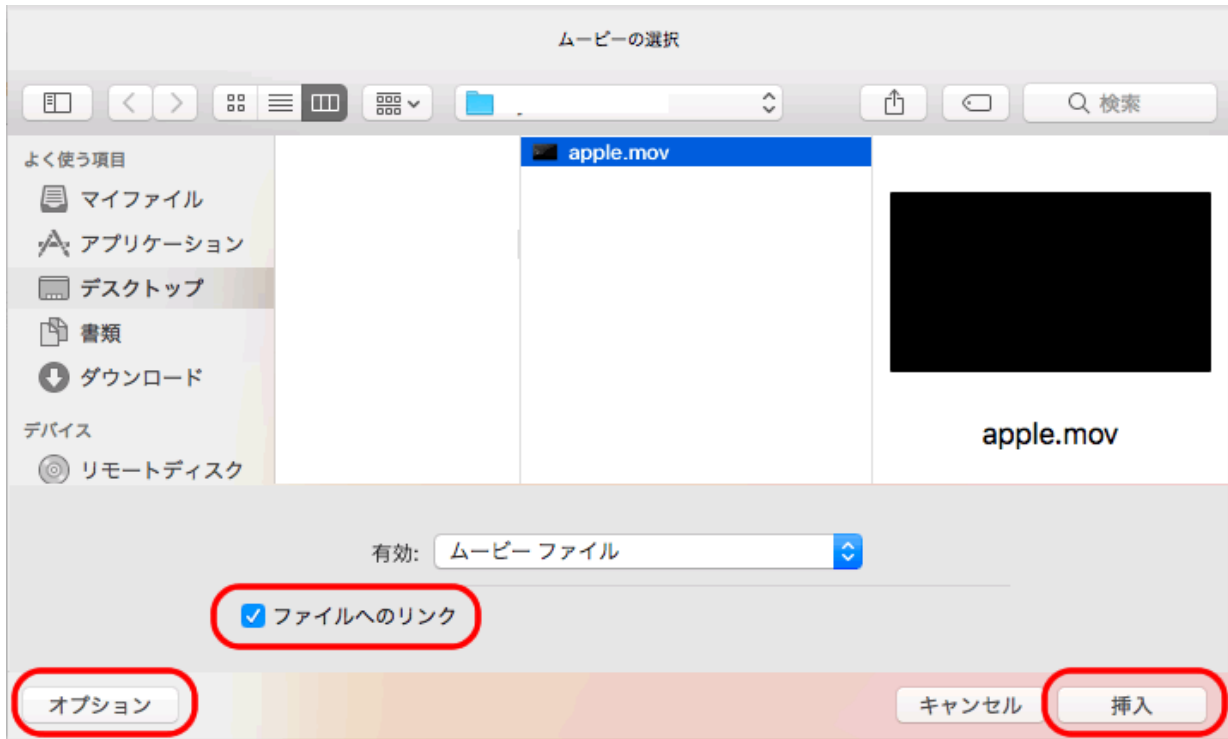 ムービーの選択
検索
よく使う項目
マイファイル
アプリケーション
デスクトップ
書類
ダウンロード
デバイス
リモートディスク
apple.mov
apple.mov
有効: ムービー ファイル
ファイルへのリンク
オプション
キャンセル
挿入